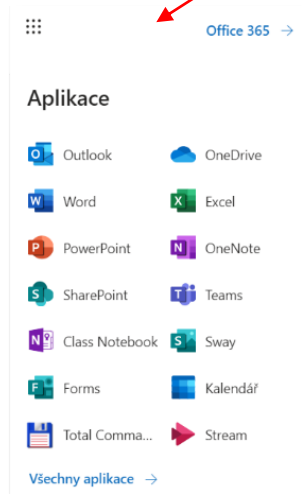 Office 365 →
Aplikace
Outlook OneDrive
Word Excel
PowerPoint OneNote
SharePoint Teams
Class Notebook Sway
Forms Kalendář
Total Comma... Stream
Všechny aplikace →